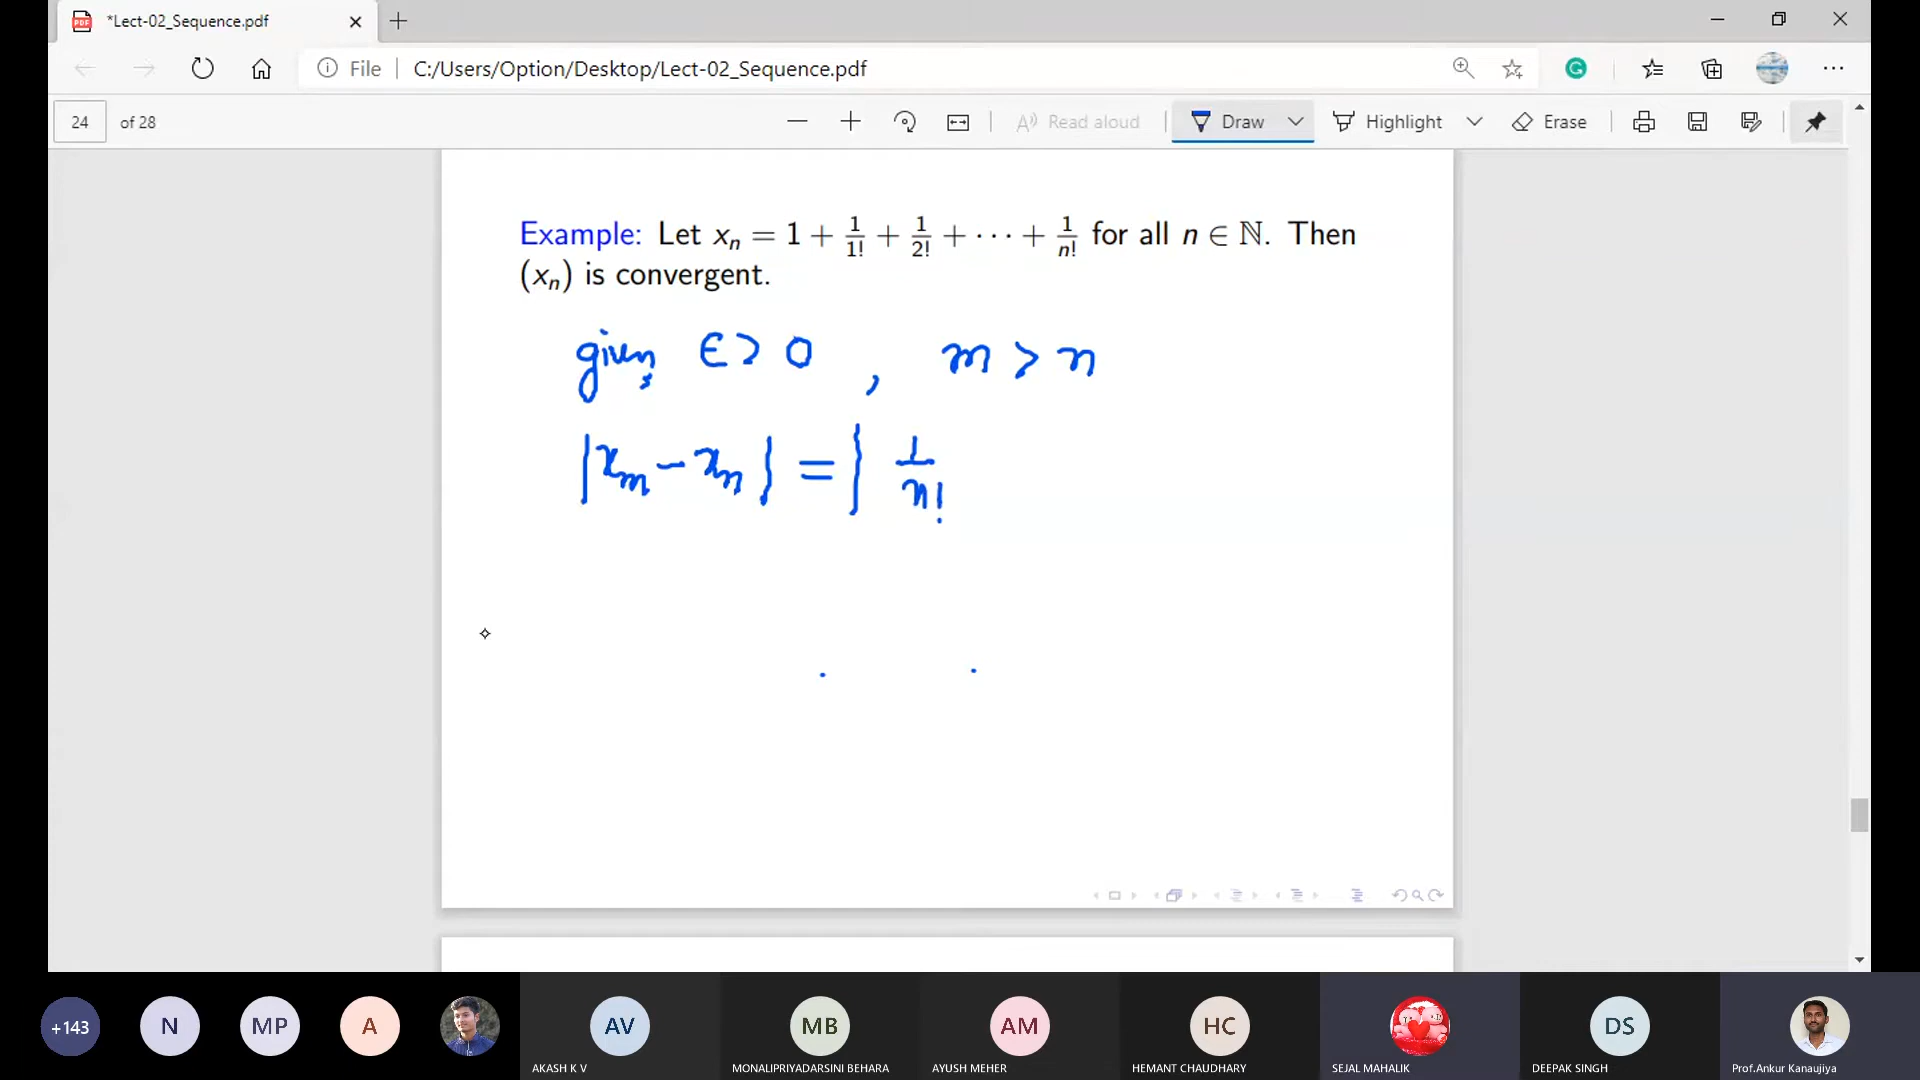 *Lect-02_Sequence.pdf
File C:/Users/Option/Desktop/Lect-02_Sequence.pdf
24 of 28 Read aloud Draw Highlight Erase
Example: Let xₙ = 1 + 1/1! + 1/2! + ⋯ + 1/n! for all n ∈ ℕ. Then
(xₙ) is convergent.
given ε > 0 , m > n
|xₘ − xₙ| = | 1/n!
+143 N MP A AV MB AM HC DS
AKASH K V MONALIPRIYADARSINI BEHARA AYUSH MEHER HEMANT CHAUDHARY SEJAL MAHALIK DEEPAK SINGH Prof.Ankur Kanaujiya